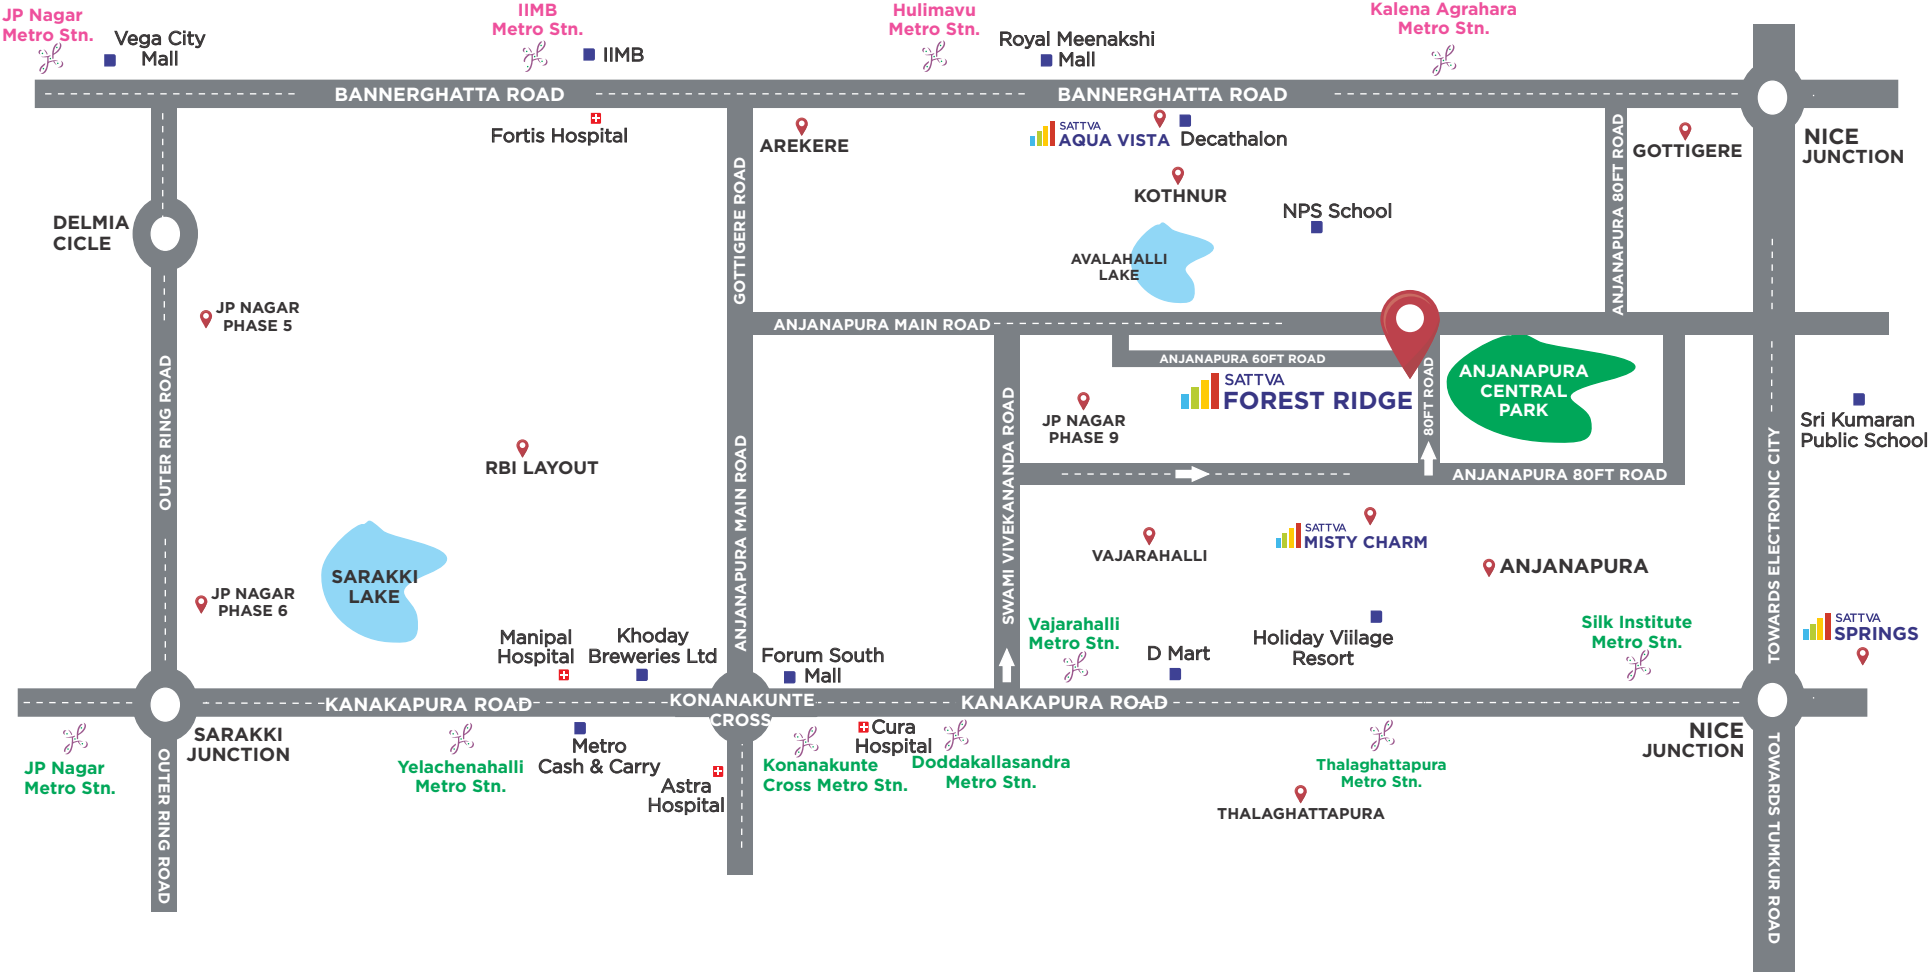 JP Nagar
Metro Stn.
Vega City
Mall
IIMB
Metro Stn.
IIMB
Hulimavu
Metro Stn.
Royal Meenakshi
Mall
Kalena Agrahara
Metro Stn.
BANNERGHATTA ROAD
BANNERGHATTA ROAD
Fortis Hospital
AREKERE
SATTVA
AQUA VISTA
Decathalon
GOTTIGERE
NICE
JUNCTION
KOTHNUR
NPS School
DELMIA
CICLE
GOTTIGERE ROAD
ANJANAPURA 80FT ROAD
AVALAHALLI
LAKE
JP NAGAR
PHASE 5
ANJANAPURA MAIN ROAD
ANJANAPURA 60FT ROAD
SATTVA
FOREST RIDGE
80FT ROAD
ANJANAPURA
CENTRAL
PARK
OUTER RING ROAD
JP NAGAR
PHASE 9
Sri Kumaran
Public School
RBI LAYOUT
ANJANAPURA MAIN ROAD
SWAMI VIVEKANANDA ROAD
ANJANAPURA 80FT ROAD
TOWARDS ELECTRONIC CITY
SATTVA
MISTY CHARM
VAJARAHALLI
ANJANAPURA
SARAKKI
LAKE
JP NAGAR
PHASE 6
Manipal
Hospital
Khoday
Breweries Ltd
Forum South
Mall
Vajarahalli
Metro Stn.
D Mart
Holiday Viilage
Resort
Silk Institute
Metro Stn.
SATTVA
SPRINGS
KANAKAPURA ROAD
KONANAKUNTE
CROSS
KANAKAPURA ROAD
SARAKKI
JUNCTION
NICE
JUNCTION
JP Nagar
Metro Stn.
OUTER RING ROAD
Yelachenahalli
Metro Stn.
Metro
Cash & Carry
Astra
Hospital
Konanakunte
Cross Metro Stn.
Cura
Hospital
Doddakallasandra
Metro Stn.
Thalaghattapura
Metro Stn.
THALAGHATTAPURA
TOWARDS TUMKUR ROAD